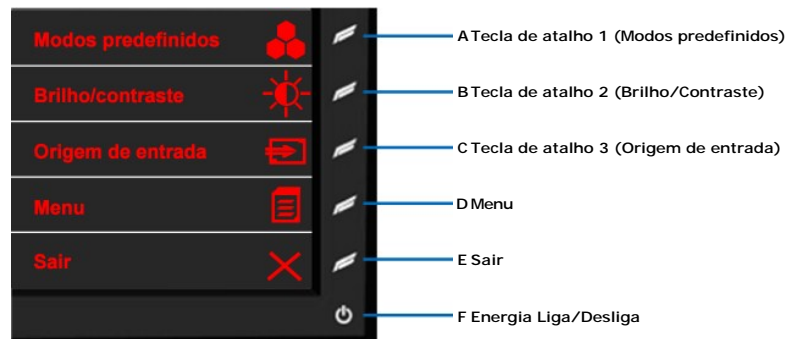 Modos predefinidos
A Tecla de atalho 1 (Modos predefinidos)
Brilho/contraste
B Tecla de atalho 2 (Brilho/Contraste)
Origem de entrada
C Tecla de atalho 3 (Origem de entrada)
Menu
D Menu
Sair
E Sair
F Energia Liga/Desliga